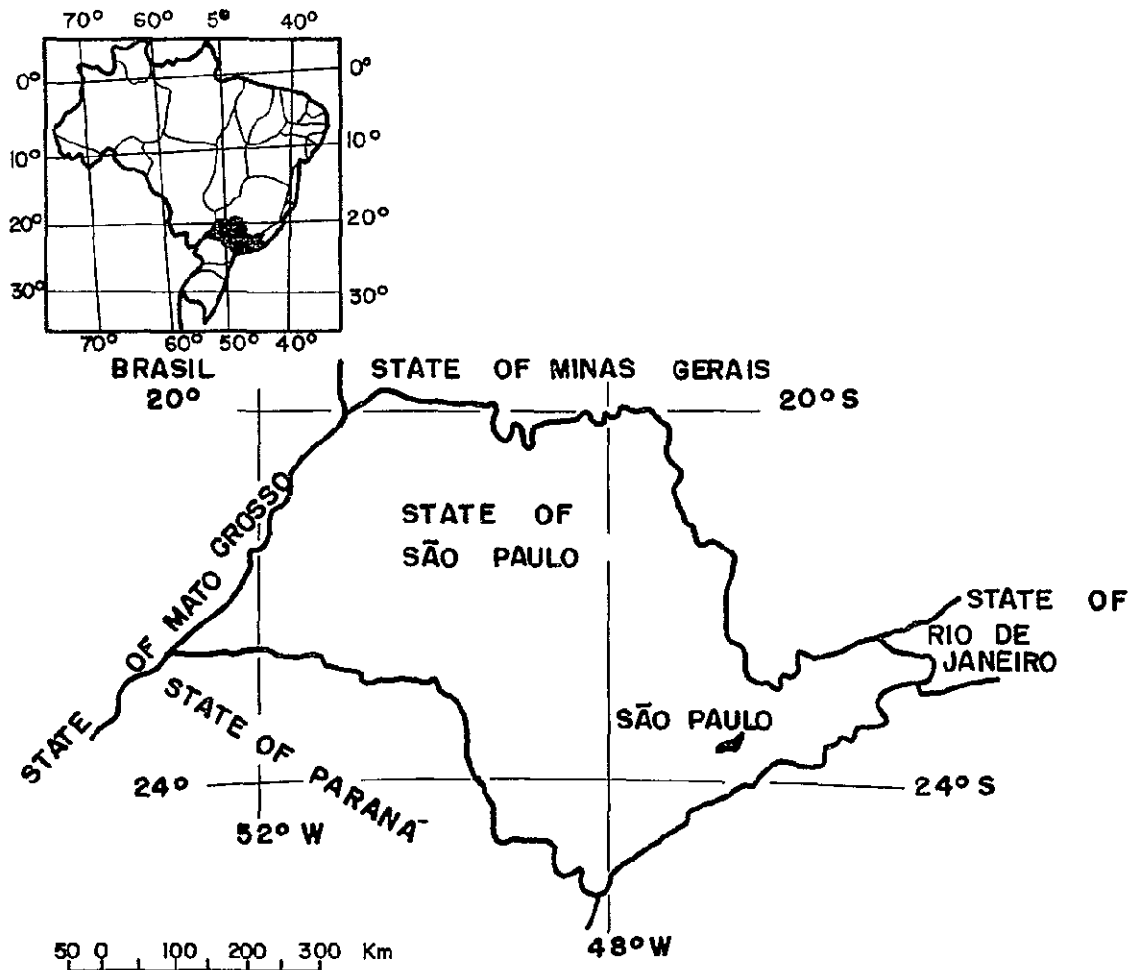 70° 60° 5° 40°
0° 0°
10° 10°
20° 20°
30° 30°
70° 60° 50° 40°
BRASIL
STATE OF MINAS GERAIS
20° 20° S
STATE OF MATO GROSSO
STATE OF
SÃO PAULO
STATE OF
RIO DE
JANEIRO
STATE OF PARANÁ
SÃO PAULO
24° 24° S
52° W
48° W
50 0 100 200 300 Km